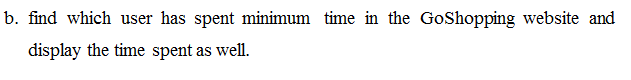 b. find which user has spent minimum time in the GoShopping website and
display the time spent as well.